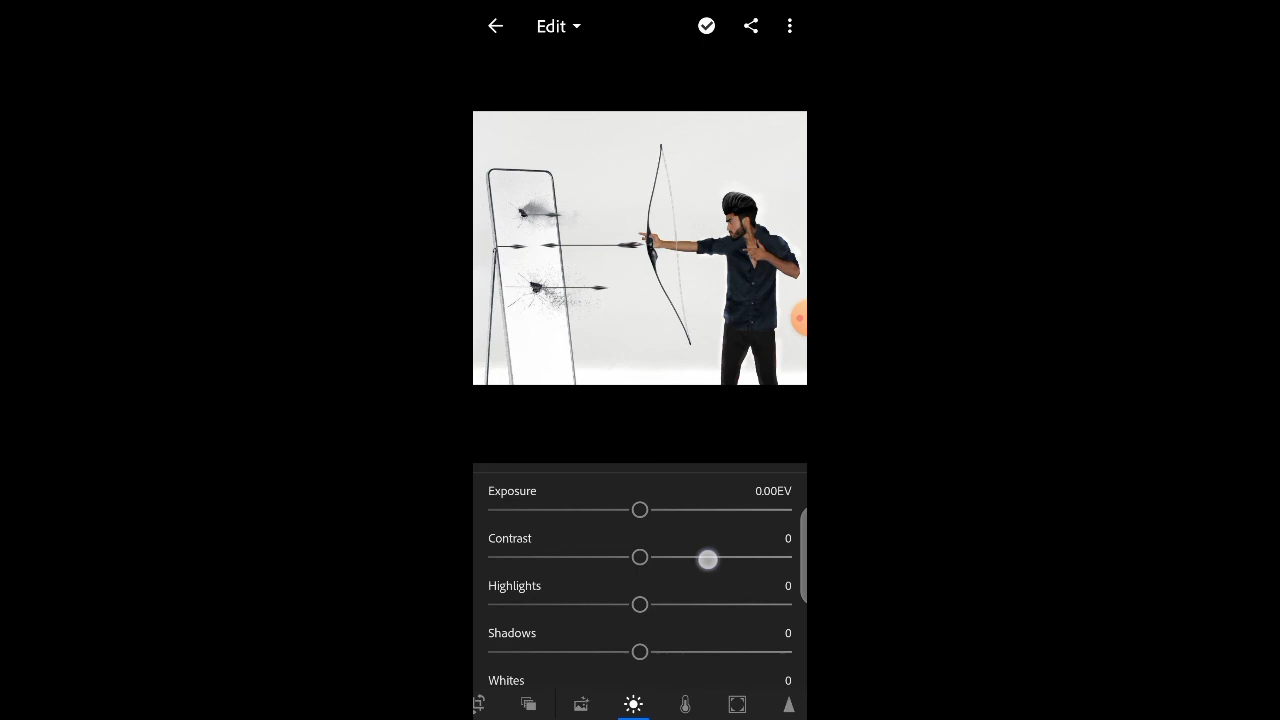 Edit
Exposure 0.00EV
Contrast 0
Highlights 0
Shadows 0
Whites 0